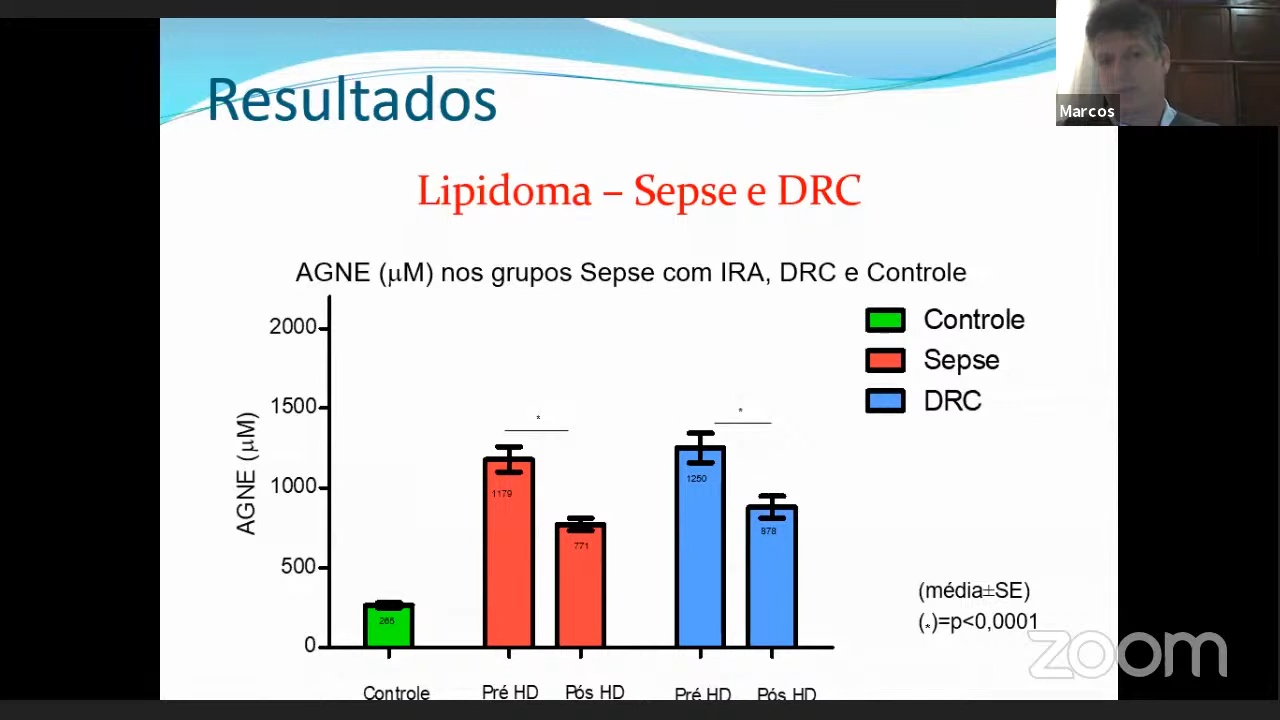 Resultados
Marcos
Lipidoma – Sepse e DRC
AGNE (µM) nos grupos Sepse com IRA, DRC e Controle
AGNE (µM)
2000
1500
1000
500
0
*
*
1179
771
1250
878
265
Controle
Sepse
DRC
(média±SE)
(*)=p<0,0001
Controle
Pré HD
Pós HD
Pré HD
Pós HD
zoom